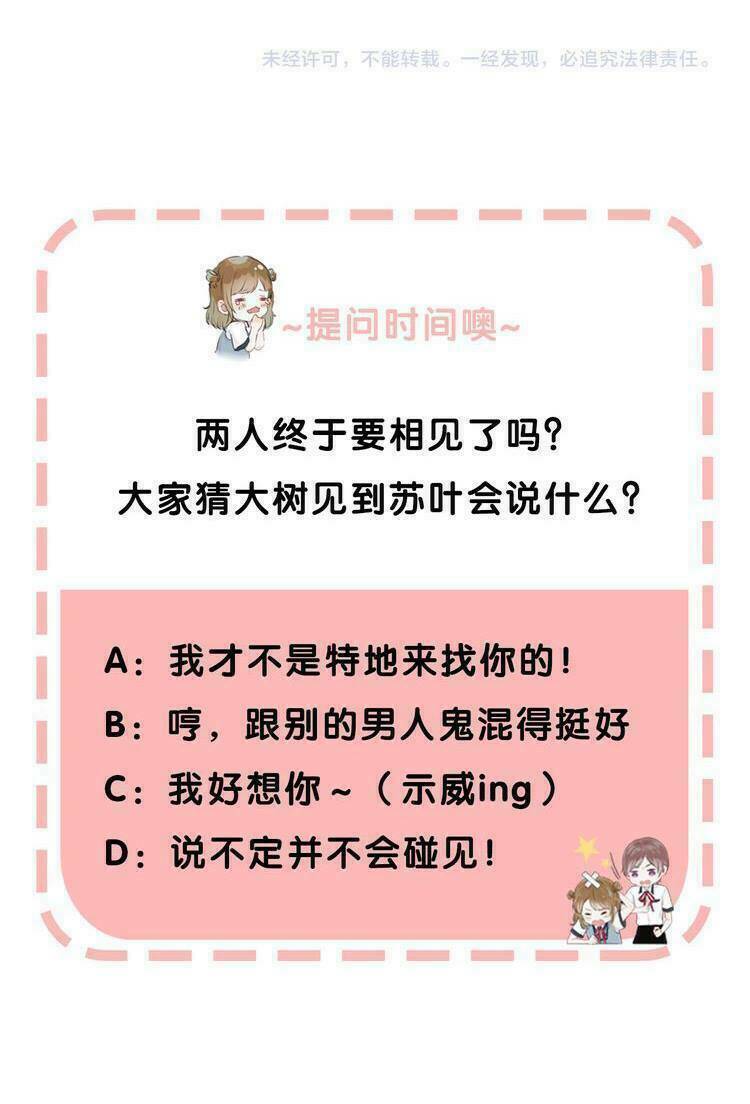 未经许可，不能转载。一经发现，必追究法律责任。
~提问时间噢~
两人终于要相见了吗？
大家猜大树见到苏叶会说什么？
A：我才不是特地来找你的！
B：哼，跟别的男人鬼混得挺好
C：我好想你~（示威ing）
D：说不定并不会碰见！